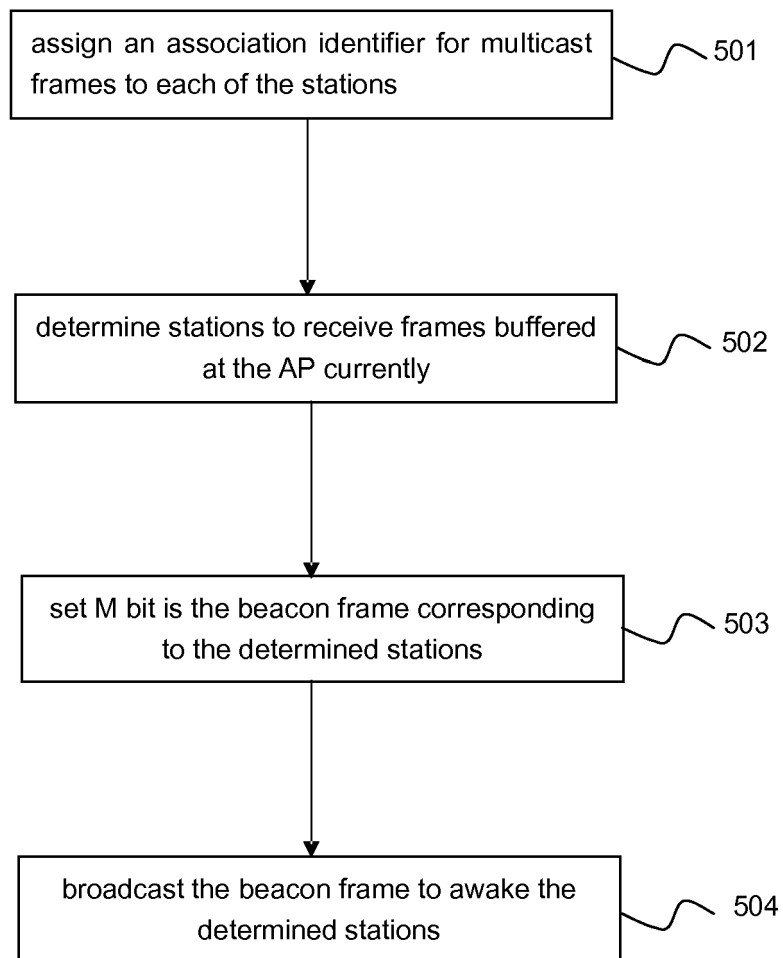 assign an association identifier for multicast
frames to each of the stations
501
determine stations to receive frames buffered
at the AP currently
502
set M bit is the beacon frame corresponding
to the determined stations
503
broadcast the beacon frame to awake the
determined stations
504